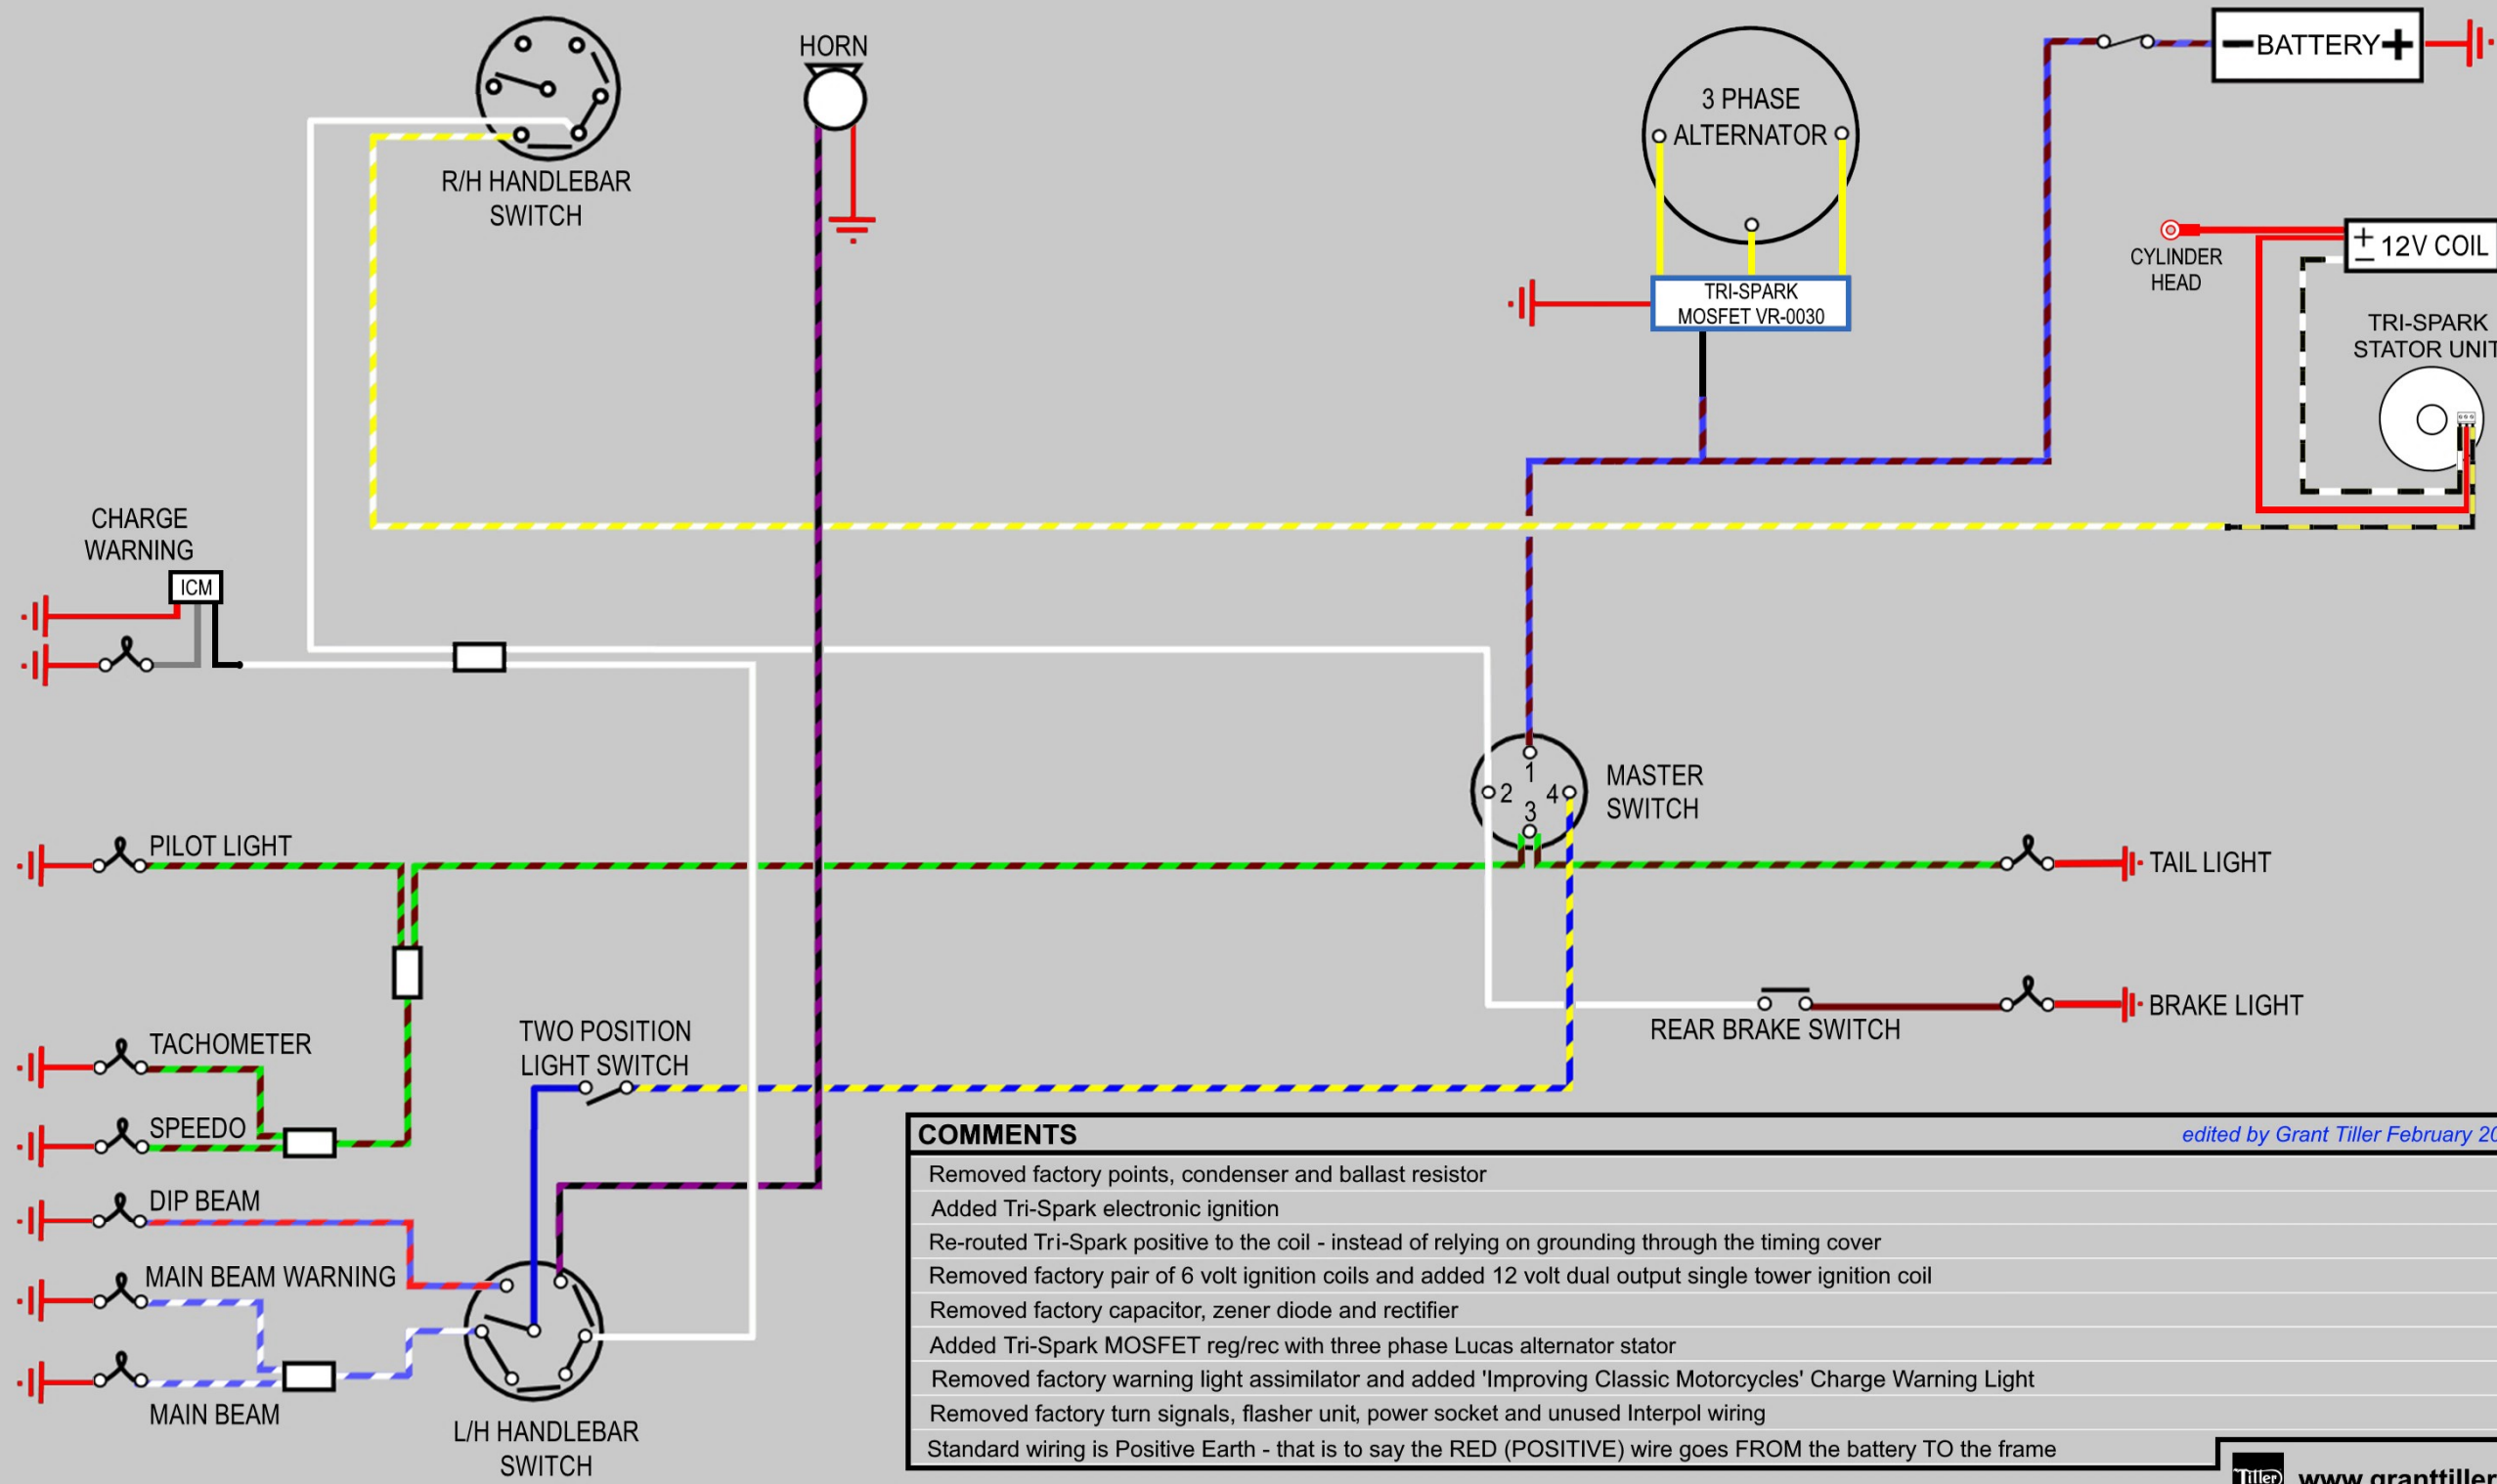 HORN
R/H HANDLEBAR
SWITCH
3 PHASE
ALTERNATOR
TRI-SPARK
MOSFET VR-0030
BATTERY
CYLINDER
HEAD
+
−
12V COIL
TRI-SPARK
STATOR UNIT
CHARGE
WARNING
ICM
1
2
3
4
MASTER
SWITCH
PILOT LIGHT
TAIL LIGHT
REAR BRAKE SWITCH
BRAKE LIGHT
TACHOMETER
SPEEDO
TWO POSITION
LIGHT SWITCH
DIP BEAM
MAIN BEAM WARNING
MAIN BEAM
L/H HANDLEBAR
SWITCH
COMMENTS
edited by Grant Tiller February 20
Removed factory points, condenser and ballast resistor
Added Tri-Spark electronic ignition
Re-routed Tri-Spark positive to the coil - instead of relying on grounding through the timing cover
Removed factory pair of 6 volt ignition coils and added 12 volt dual output single tower ignition coil
Removed factory capacitor, zener diode and rectifier
Added Tri-Spark MOSFET reg/rec with three phase Lucas alternator stator
Removed factory warning light assimilator and added 'Improving Classic Motorcycles' Charge Warning Light
Removed factory turn signals, flasher unit, power socket and unused Interpol wiring
Standard wiring is Positive Earth - that is to say the RED (POSITIVE) wire goes FROM the battery TO the frame
Tiller
www.granttiller